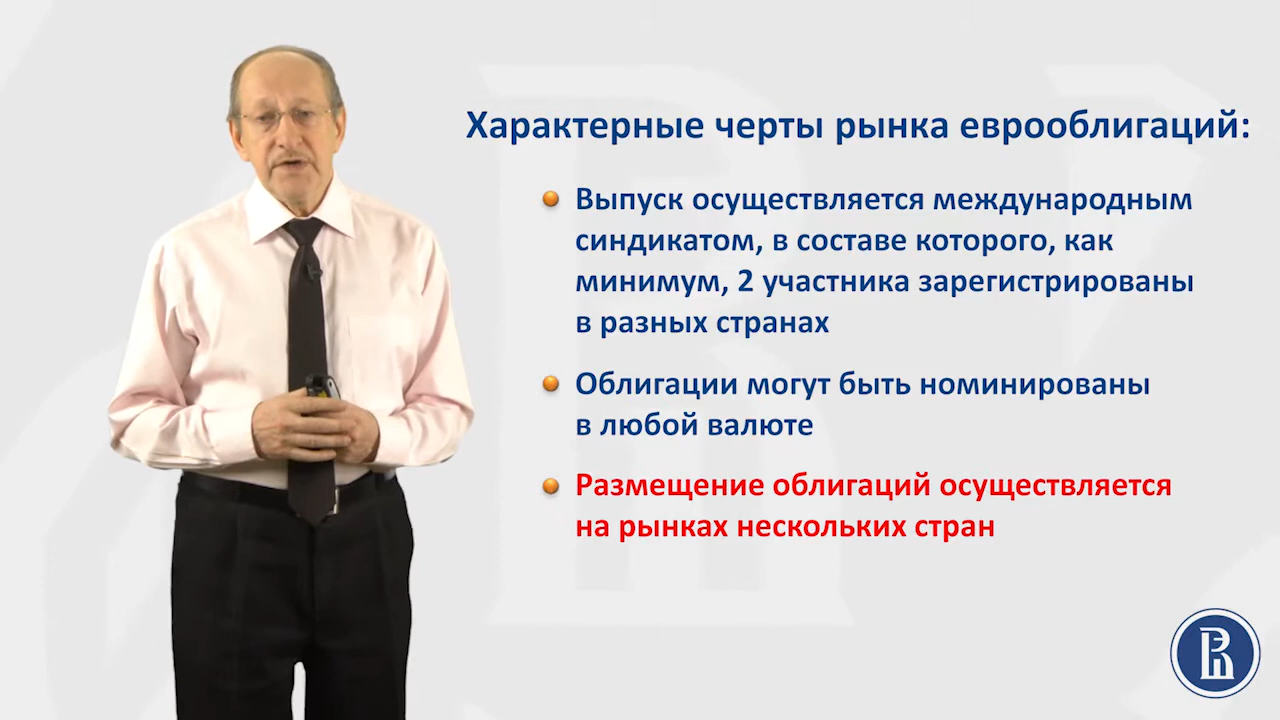 Характерные черты рынка еврооблигаций:
Выпуск осуществляется международным
синдикатом, в составе которого, как
минимум, 2 участника зарегистрированы
в разных странах
Облигации могут быть номинированы
в любой валюте
Размещение облигаций осуществляется
на рынках нескольких стран